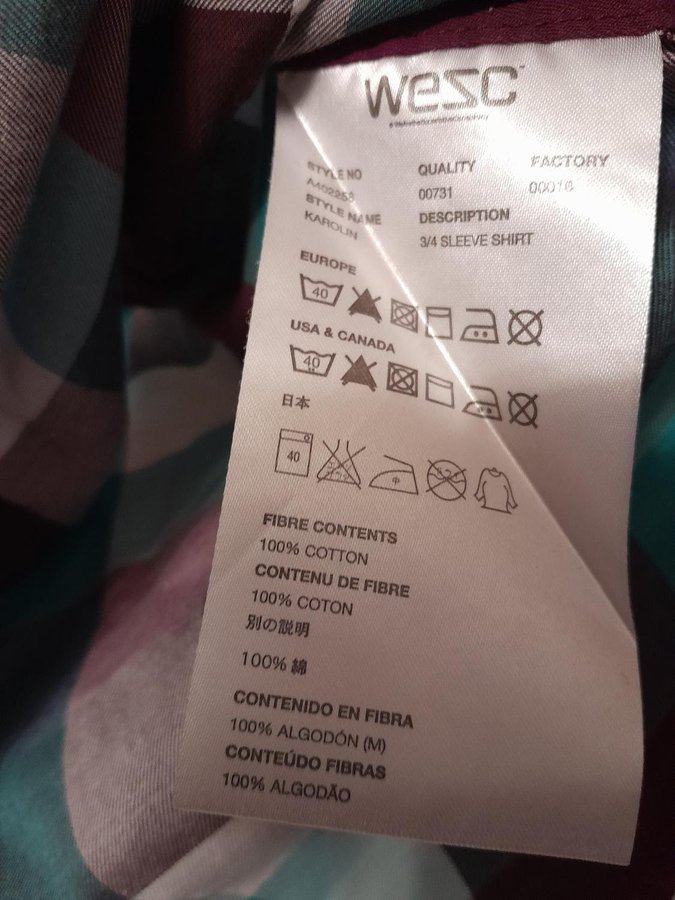 wesc
STYLE NO
QUALITY
FACTORY
A402253
00731
00016
STYLE NAME
DESCRIPTION
KAROLIN
3/4 SLEEVE SHIRT
EUROPE
40
USA & CANADA
40
日本
40
中
FIBRE CONTENTS
100% COTTON
CONTENU DE FIBRE
100% COTON
別の説明
100% 綿
CONTENIDO EN FIBRA
100% ALGODÓN (M)
CONTEÚDO FIBRAS
100% ALGODÃO